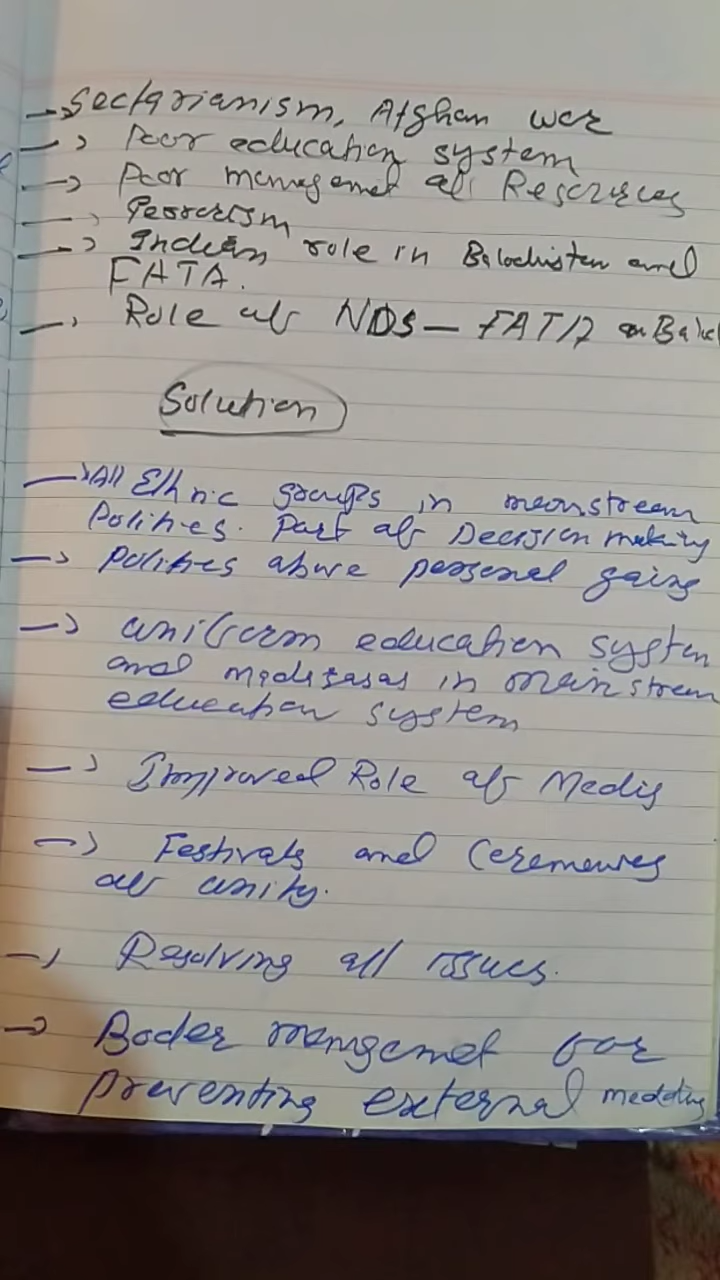 → Sectarianism, Afghan war
→ Poor education system
→ Poor managemet of Resources
→ Terrorism
→ Indian role in Balochistan and
FATA.
→ Role of NDS — FATA
Solution
→ All Ethnic groups in mainstream
Politics. Part of Decision making
→ Politics above personal gains
→ uniform education system
and madrasas in mainstream
education system
→ Improved Role of Media
→ Festivals and Ceremonies
of unity.
→ Resolving all issues.
→ Boder mangemet for
preventing external meddling